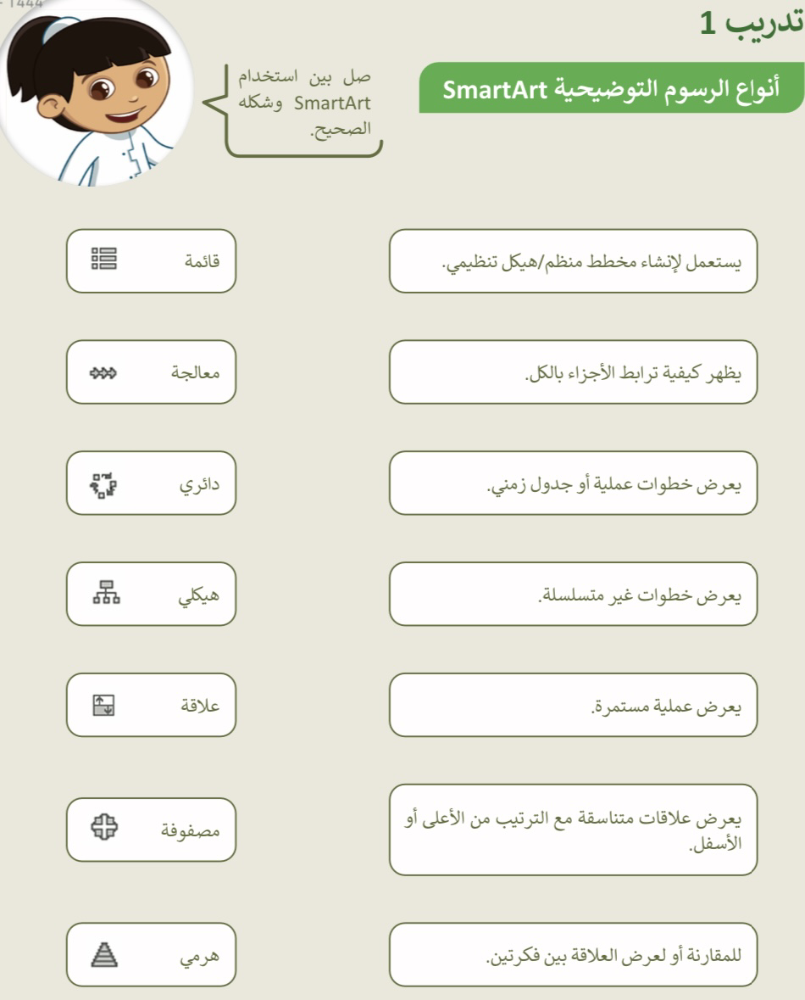 - 1444
تدريب 1
أنواع الرسوم التوضيحية SmartArt
صل بين استخدام
SmartArt وشكله
الصحيح.
يستعمل لإنشاء مخطط منظم/هيكل تنظيمي.
قائمة
يظهر كيفية ترابط الأجزاء بالكل.
معالجة
يعرض خطوات عملية أو جدول زمني.
دائري
يعرض خطوات غير متسلسلة.
هيكلي
يعرض عملية مستمرة.
علاقة
يعرض علاقات متناسقة مع الترتيب من الأعلى أو
الأسفل.
مصفوفة
للمقارنة أو لعرض العلاقة بين فكرتين.
هرمي